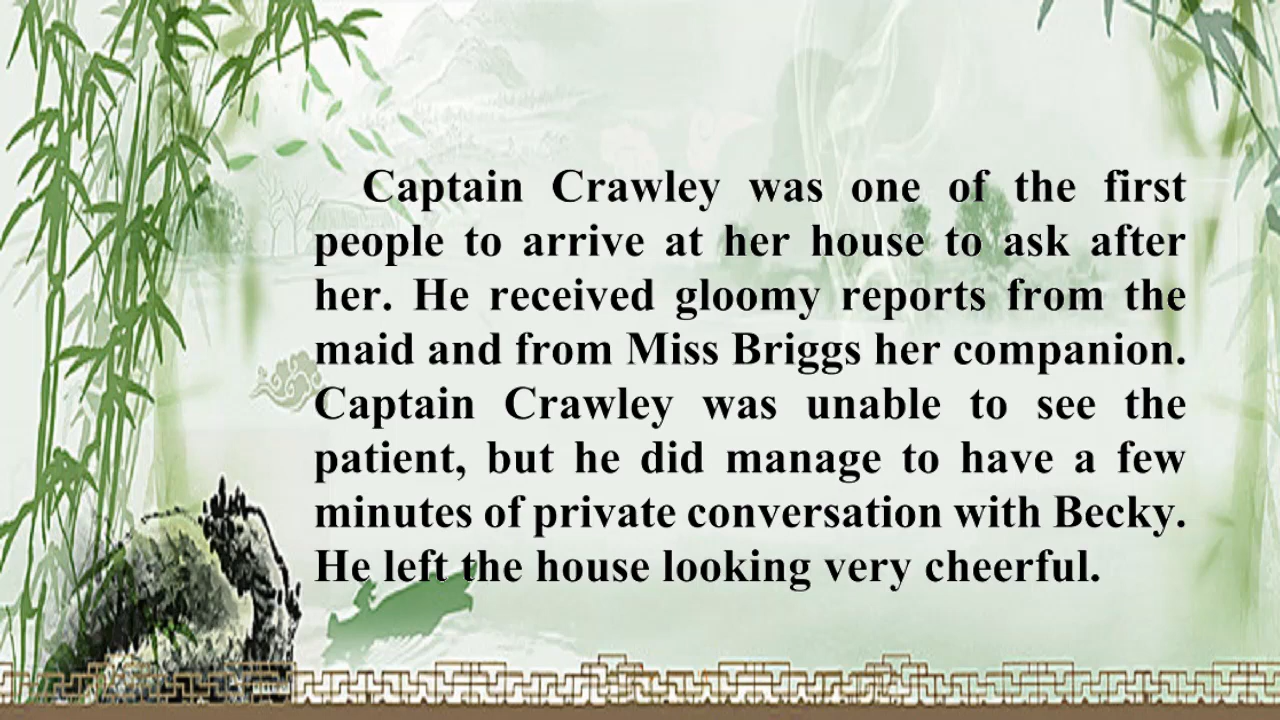 Captain Crawley was one of the first
people to arrive at her house to ask after
her. He received gloomy reports from the
maid and from Miss Briggs her companion.
Captain Crawley was unable to see the
patient, but he did manage to have a few
minutes of private conversation with Becky.
He left the house looking very cheerful.